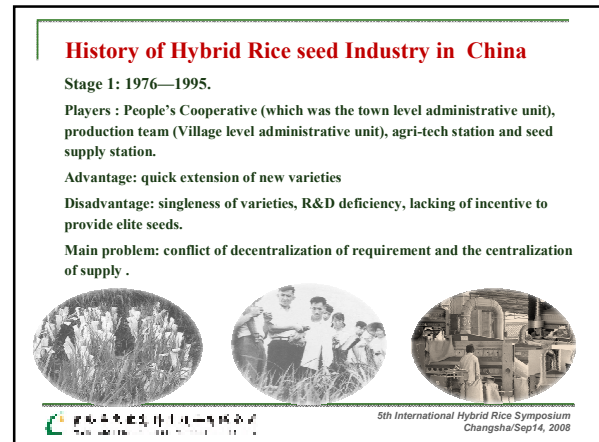 History of Hybrid Rice seed Industry in China
Stage 1: 1976—1995.
Players : People's Cooperative (which was the town level administrative unit),
production team (Village level administrative unit), agri-tech station and seed
supply station.
Advantage: quick extension of new varieties
Disadvantage: singleness of varieties, R&D deficiency, lacking of incentive to
provide elite seeds.
Main problem: conflict of decentralization of requirement and the centralization
of supply .
5th International Hybrid Rice Symposium
Changsha/Sep14, 2008